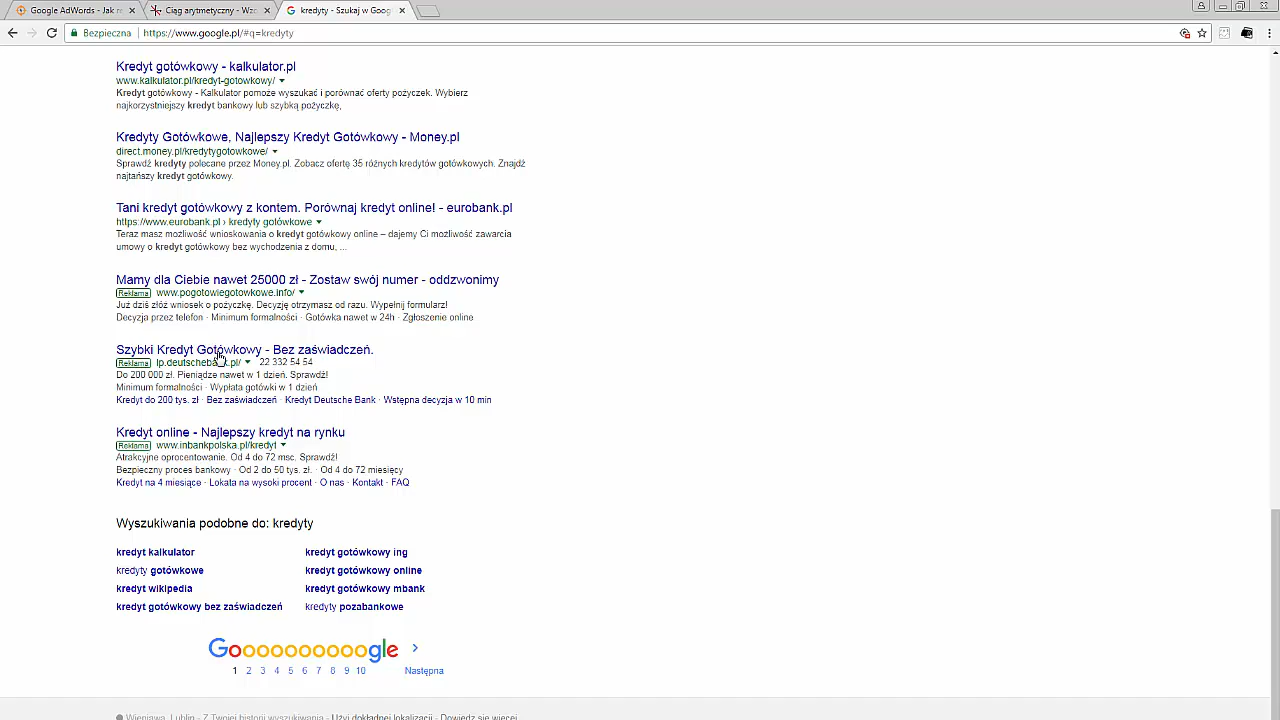 Google AdWords - Jak re
Ciąg arytmetyczny - Wzo
kredyty - Szukaj w Goog
Bezpieczna https://www.google.pl/#q=kredyty
Kredyt gotówkowy - kalkulator.pl
www.kalkulator.pl/kredyt-gotowkowy/
Kredyt gotówkowy - Kalkulator pomoże wyszukać i porównać oferty pożyczek. Wybierz
najkorzystniejszy kredyt bankowy lub szybką pożyczkę,
Kredyty Gotówkowe, Najlepszy Kredyt Gotówkowy - Money.pl
direct.money.pl/kredytygotowkowe/
Sprawdź kredyty polecane przez Money.pl. Zobacz ofertę 35 różnych kredytów gotówkowych. Znajdź
najtańszy kredyt gotówkowy.
Tani kredyt gotówkowy z kontem. Porównaj kredyt online! - eurobank.pl
https://www.eurobank.pl › kredyty gotówkowe
Teraz masz możliwość wnioskowania o kredyt gotówkowy online – dajemy Ci możliwość zawarcia
umowy o kredyt gotówkowy bez wychodzenia z domu, ...
Mamy dla Ciebie nawet 25000 zł - Zostaw swój numer - oddzwonimy
Reklama www.pogotowiegotowkowe.info/
Już dziś złóż wniosek o pożyczkę. Decyzję otrzymasz od razu. Wypełnij formularz!
Decyzja przez telefon · Minimum formalności · Gotówka nawet w 24h · Zgłoszenie online
Szybki Kredyt Gotówkowy - Bez zaświadczeń.
Reklama lp.deutschebank.pl/ 22 332 54 54
Do 200 000 zł. Pieniądze nawet w 1 dzień. Sprawdź!
Minimum formalności · Wypłata gotówki w 1 dzień
Kredyt do 200 tys. zł · Bez zaświadczeń · Kredyt Deutsche Bank · Wstępna decyzja w 10 min
Kredyt online - Najlepszy kredyt na rynku
Reklama www.inbankpolska.pl/kredyt
Atrakcyjne oprocentowanie. Od 4 do 72 msc. Sprawdź!
Bezpieczny proces bankowy · Od 2 do 50 tys. zł. · Od 4 do 72 miesięcy
Kredyt na 4 miesiące · Lokata na wysoki procent · O nas · Kontakt · FAQ
Wyszukiwania podobne do: kredyty
kredyt kalkulator
kredyt gotówkowy ing
kredyty gotówkowe
kredyt gotówkowy online
kredyt wikipedia
kredyt gotówkowy mbank
kredyt gotówkowy bez zaświadczeń
kredyty pozabankowe
Goooooooooogle
1 2 3 4 5 6 7 8 9 10 Następna
Wieniawa, Lublin - Z Twojej historii wyszukiwania - Użyj dokładnej lokalizacji - Dowiedz się więcej